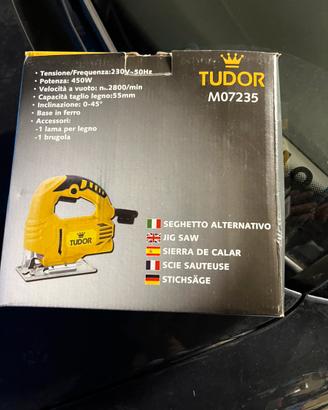 • Tensione/Frequenza:230V~50Hz
• Potenza: 450W
• Velocità a vuoto: n₀2800/min
• Capacità taglio legno:55mm
• Inclinazione: 0-45°
• Base in ferro
• Accessori:
-1 lama per legno
-1 brugola
TUDOR
M07235
TUDOR
SEGHETTO ALTERNATIVO
JIG SAW
SIERRA DE CALAR
SCIE SAUTEUSE
STICHSÄGE